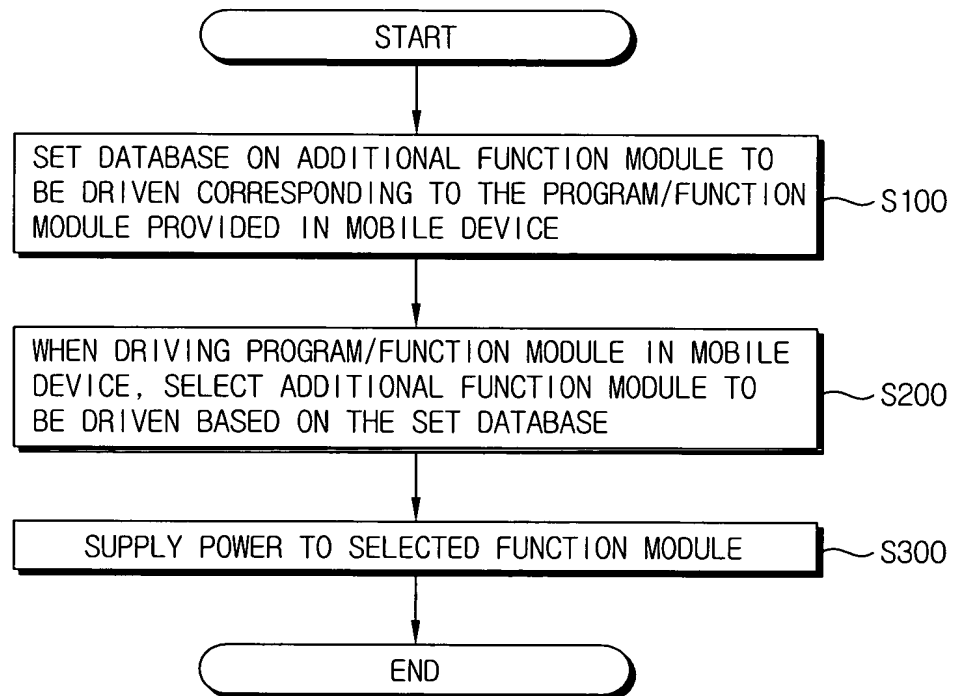 START
SET DATABASE ON ADDITIONAL FUNCTION MODULE TO
BE DRIVEN CORRESPONDING TO THE PROGRAM/FUNCTION
MODULE PROVIDED IN MOBILE DEVICE
S100
WHEN DRIVING PROGRAM/FUNCTION MODULE IN MOBILE
DEVICE, SELECT ADDITIONAL FUNCTION MODULE TO
BE DRIVEN BASED ON THE SET DATABASE
S200
SUPPLY POWER TO SELECTED FUNCTION MODULE
S300
END